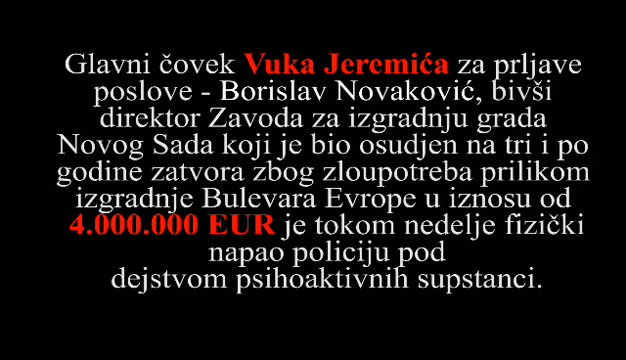 Glavni čovek Vuka Jeremića za prljave
poslove - Borislav Novaković, bivši
direktor Zavoda za izgradnju grada
Novog Sada koji je bio osudjen na tri i po
godine zatvora zbog zloupotreba prilikom
izgradnje Bulevara Evrope u iznosu od
4.000.000 EUR je tokom nedelje fizički
napao policiju pod
dejstvom psihoaktivnih supstanci.